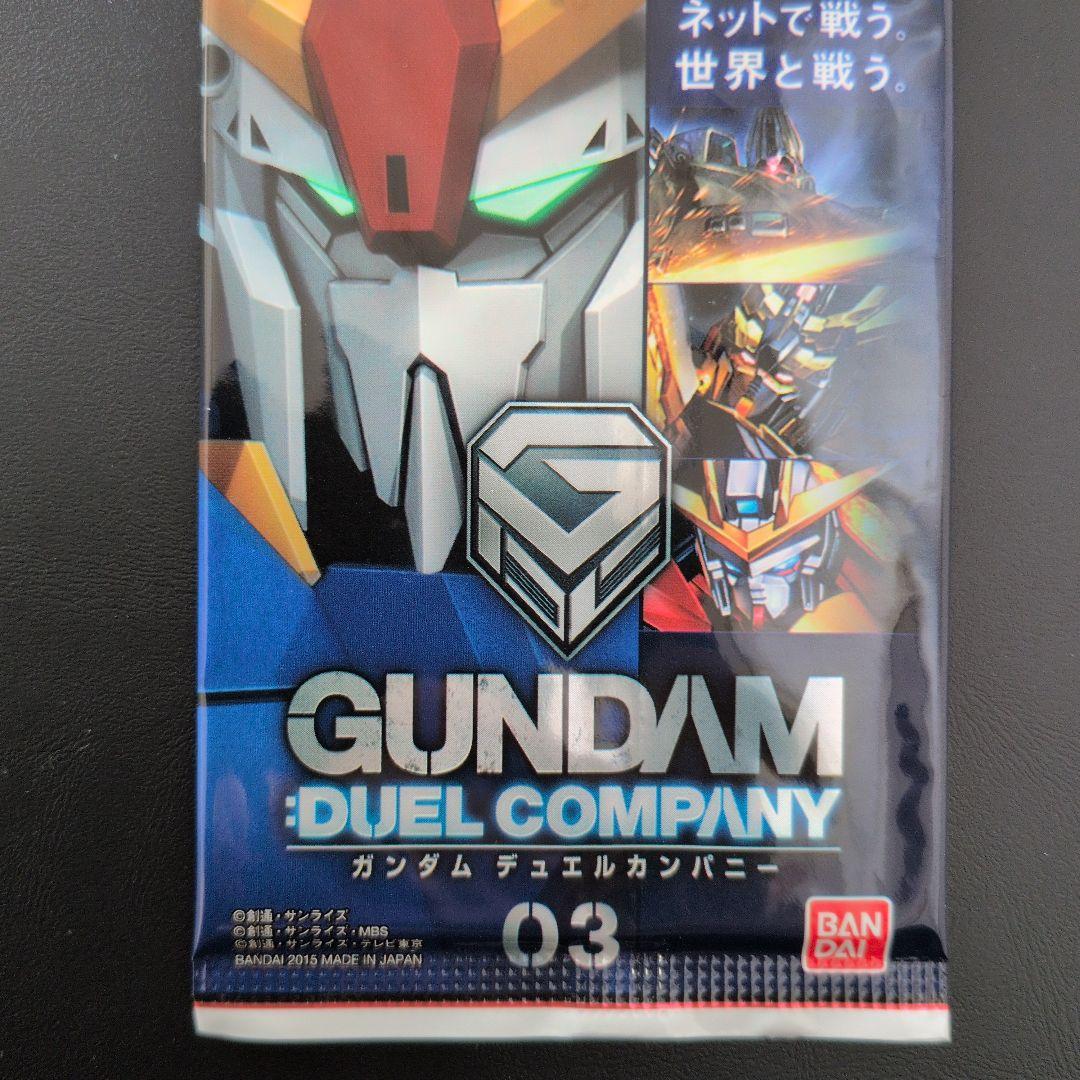 ネットで戦う。
世界と戦う。
GUNDAM
:DUEL COMPANY
ガンダム デュエルカンパニー
03
©創通・サンライズ
©創通・サンライズ・MBS
©創通・サンライズ・テレビ東京
BANDAI 2015 MADE IN JAPAN
BAN
DAI